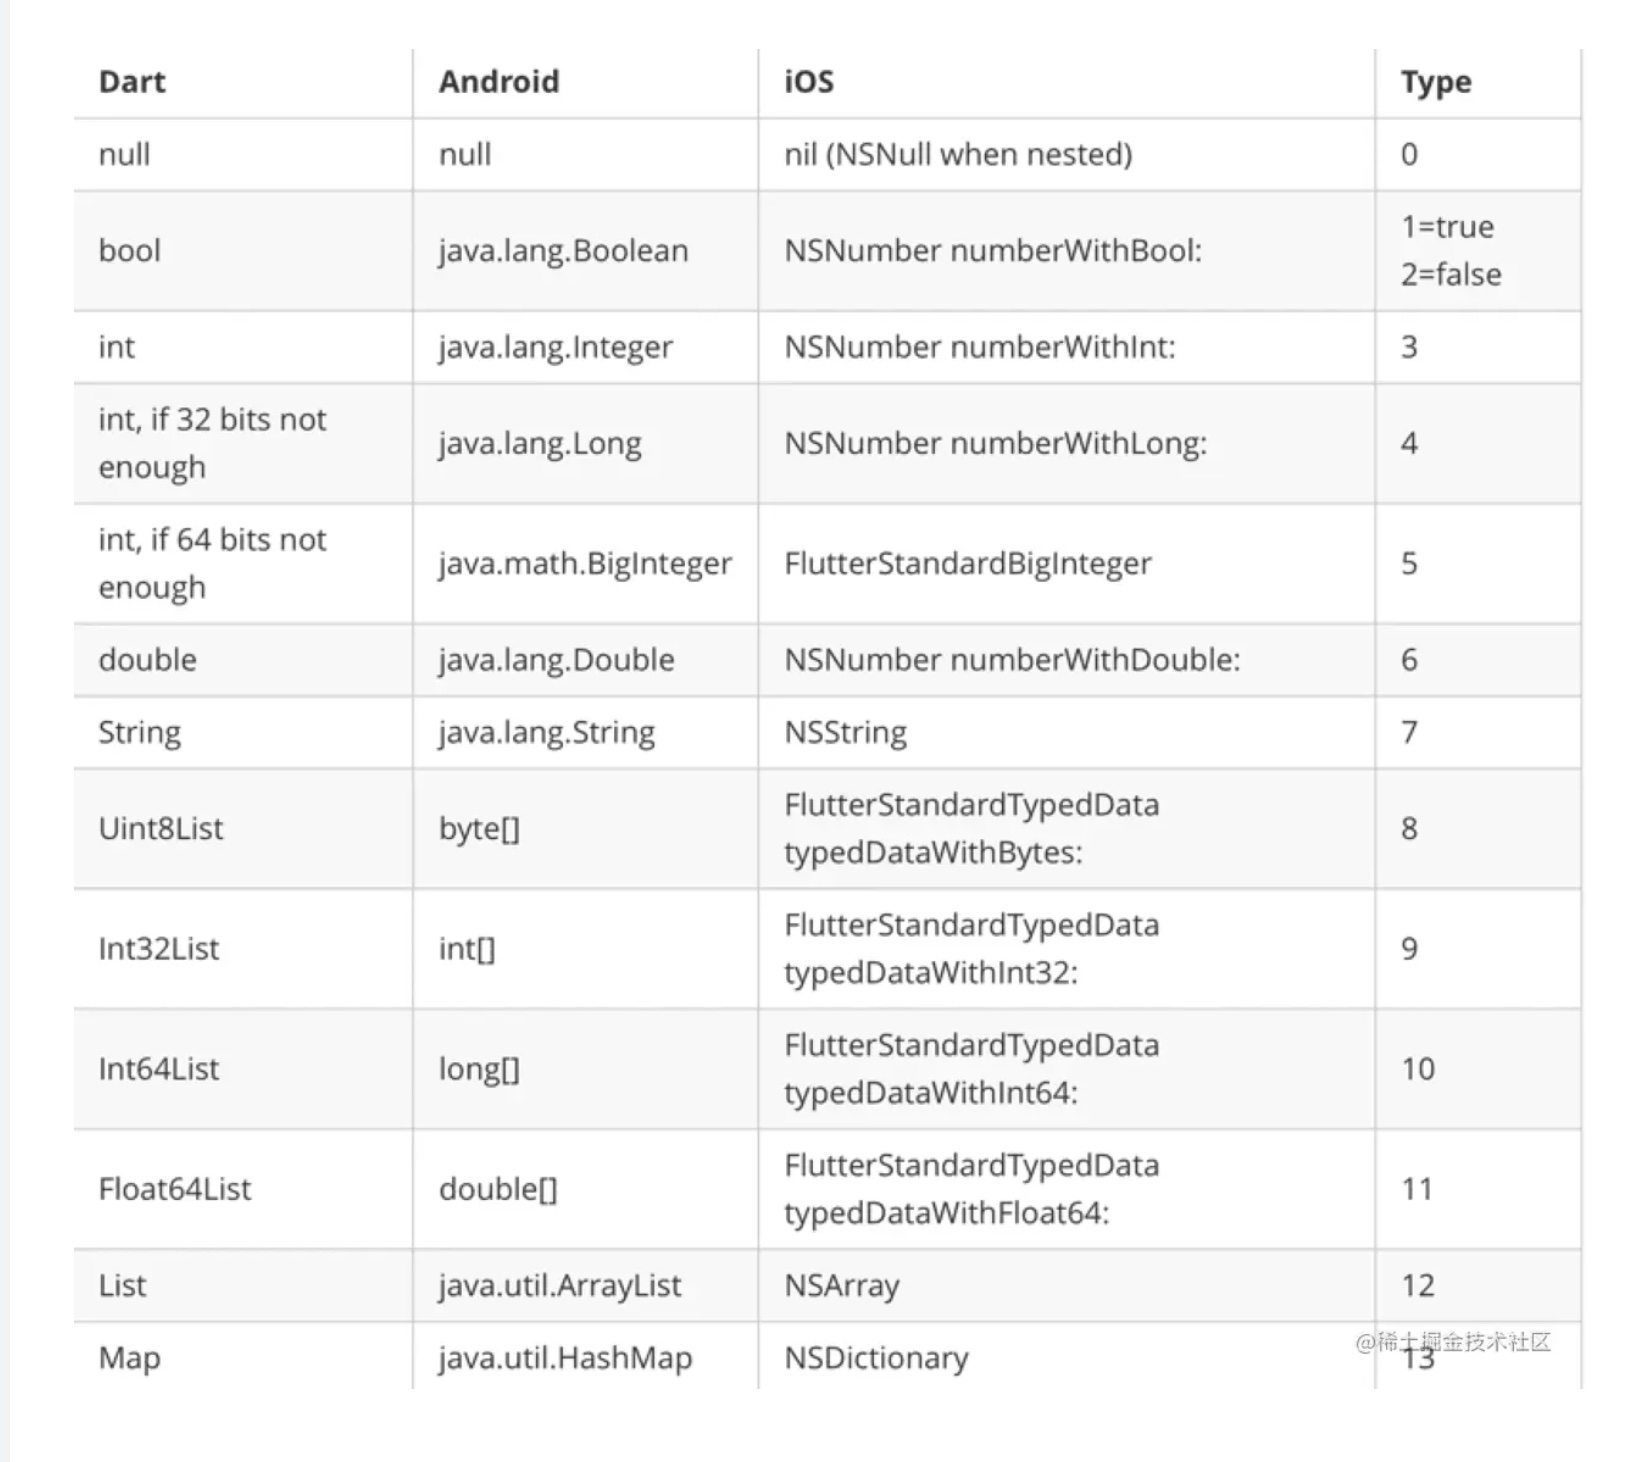 Dart Android iOS Type
null null nil (NSNull when nested) 0
bool java.lang.Boolean NSNumber numberWithBool: 1=true
2=false
int java.lang.Integer NSNumber numberWithInt: 3
int, if 32 bits not
enough java.lang.Long NSNumber numberWithLong: 4
int, if 64 bits not
enough java.math.BigInteger FlutterStandardBigInteger 5
double java.lang.Double NSNumber numberWithDouble: 6
String java.lang.String NSString 7
Uint8List byte[] FlutterStandardTypedData
typedDataWithBytes: 8
Int32List int[] FlutterStandardTypedData
typedDataWithInt32: 9
Int64List long[] FlutterStandardTypedData
typedDataWithInt64: 10
Float64List double[] FlutterStandardTypedData
typedDataWithFloat64: 11
List java.util.ArrayList NSArray 12
Map java.util.HashMap NSDictionary 13
@稀土掘金技术社区